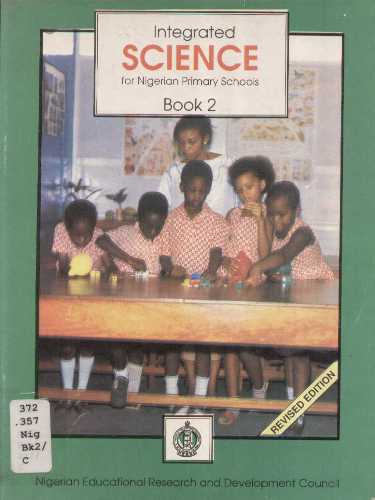 Integrated
SCIENCE
for Nigerian Primary Schools
Book 2
REVISED EDITION
372
.357
Nig
Bk2/
C
Nigerian Educational Research and Development Council